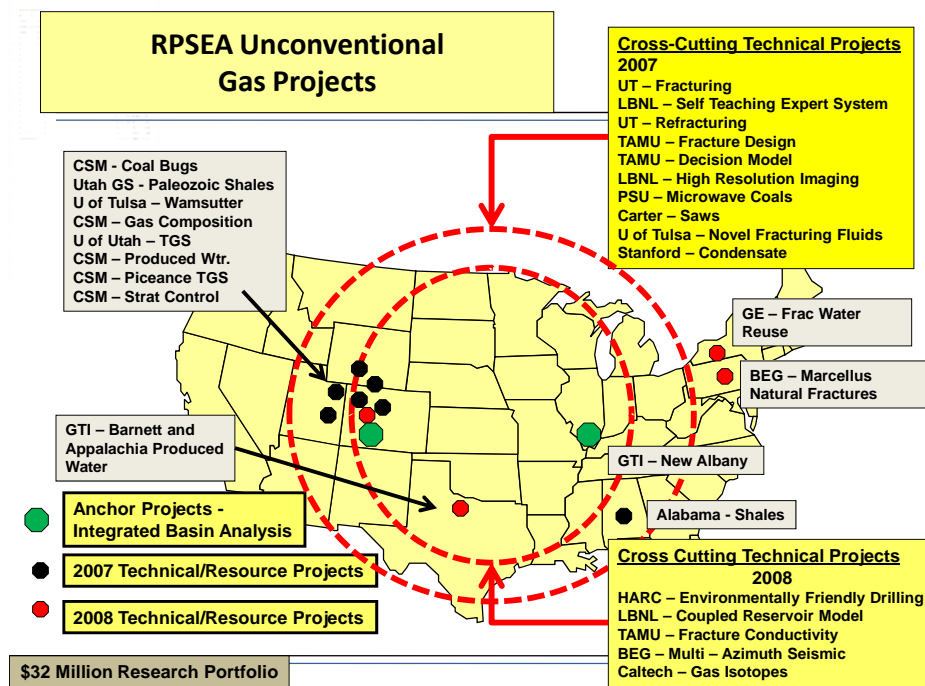 RPSEA Unconventional
Gas Projects
Cross-Cutting Technical Projects
2007
UT – Fracturing
LBNL – Self Teaching Expert System
UT – Refracturing
TAMU – Fracture Design
TAMU – Decision Model
LBNL – High Resolution Imaging
PSU – Microwave Coals
Carter – Saws
U of Tulsa – Novel Fracturing Fluids
Stanford – Condensate
CSM - Coal Bugs
Utah GS - Paleozoic Shales
U of Tulsa – Wamsutter
CSM – Gas Composition
U of Utah – TGS
CSM – Produced Wtr.
CSM – Piceance TGS
CSM – Strat Control
GE – Frac Water
Reuse
BEG – Marcellus
Natural Fractures
GTI – Barnett and
Appalachia Produced
Water
GTI – New Albany
Alabama - Shales
Anchor Projects -
Integrated Basin Analysis
2007 Technical/Resource Projects
2008 Technical/Resource Projects
Cross Cutting Technical Projects
2008
HARC – Environmentally Friendly Drilling
LBNL – Coupled Reservoir Model
TAMU – Fracture Conductivity
BEG – Multi – Azimuth Seismic
Caltech – Gas Isotopes
$32 Million Research Portfolio